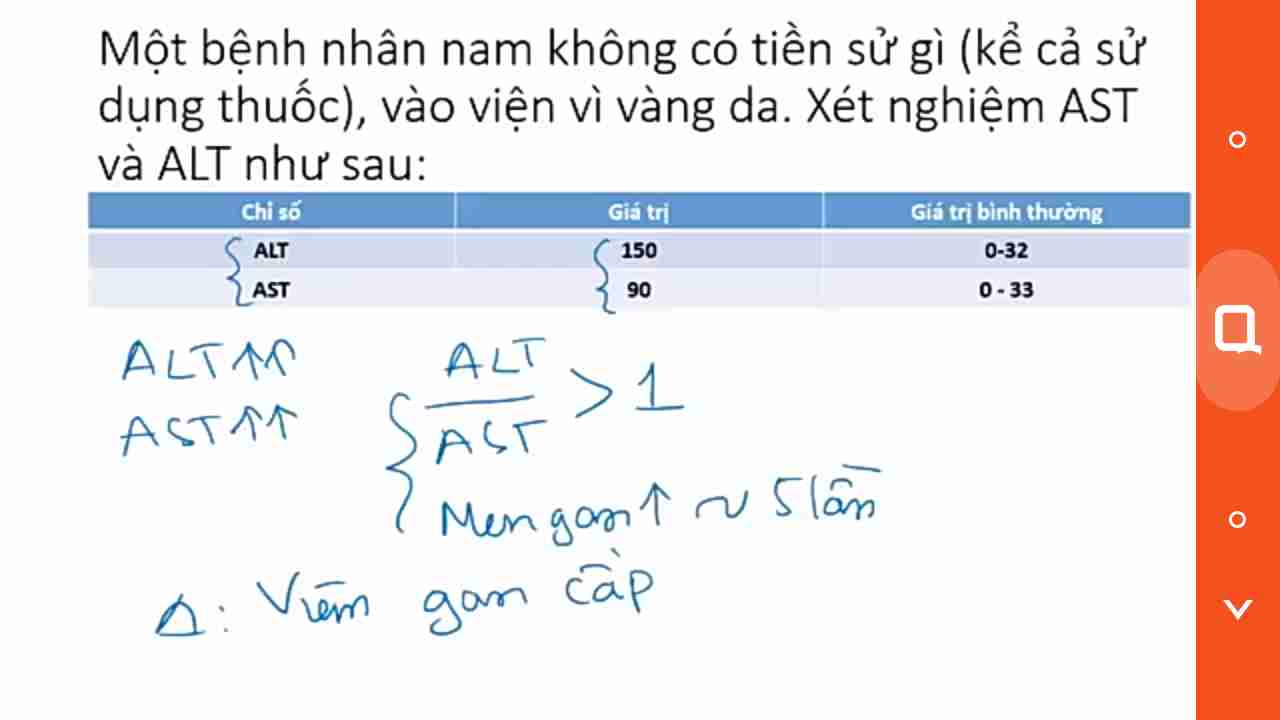 Một bệnh nhân nam không có tiền sử gì (kể cả sử
dụng thuốc), vào viện vì vàng da. Xét nghiệm AST
và ALT như sau:
Chỉ số Giá trị Giá trị bình thường
ALT 150 0-32
AST 90 0 - 33
ALT↑↑
AST↑↑
ALT
AST
> 1
Men gan↑ ~ 5 lần
Δ: Viêm gan cấp